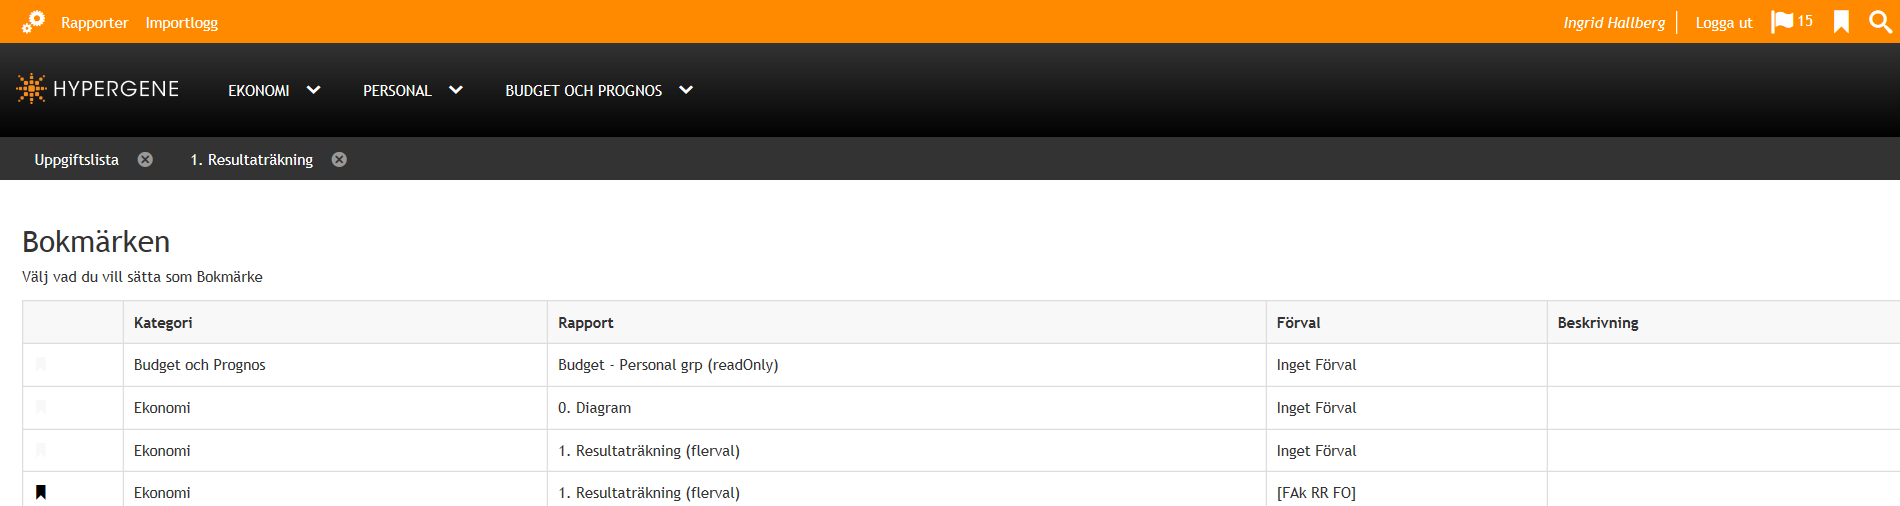 Rapporter Importlogg Ingrid Hallberg Logga ut 15
HYPERGENE EKONOMI PERSONAL BUDGET OCH PROGNOS
Uppgiftslista 1. Resultaträkning
Bokmärken
Välj vad du vill sätta som Bokmärke
Kategori Rapport Förval Beskrivning
Budget och Prognos Budget - Personal grp (readOnly) Inget Förval
Ekonomi 0. Diagram Inget Förval
Ekonomi 1. Resultaträkning (flerval) Inget Förval
Ekonomi 1. Resultaträkning (flerval) [FAk RR FO]